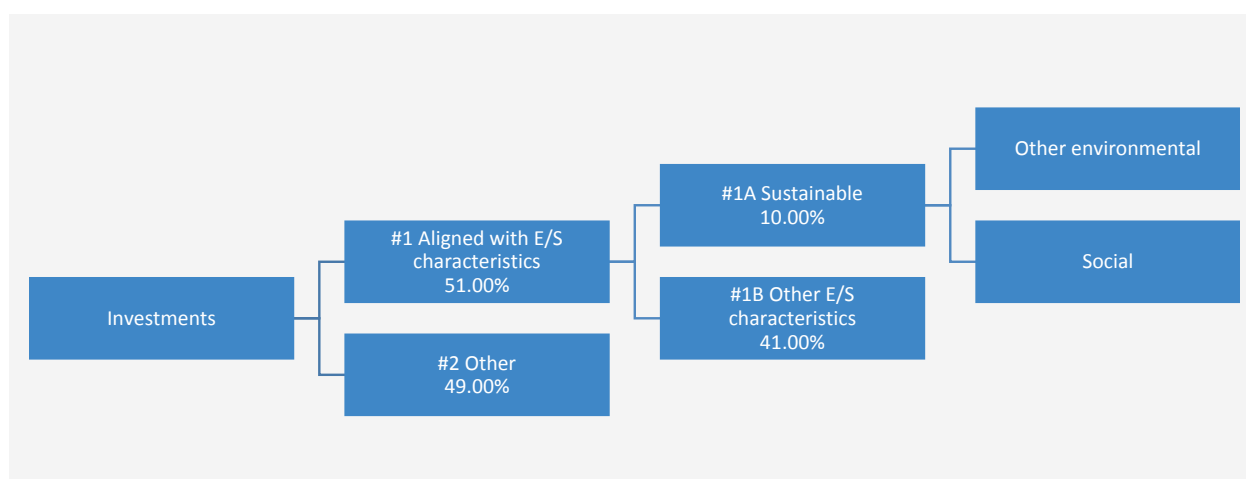 Investments
#1 Aligned with E/S
characteristics
51.00%
#2 Other
49.00%
#1A Sustainable
10.00%
#1B Other E/S
characteristics
41.00%
Other environmental
Social